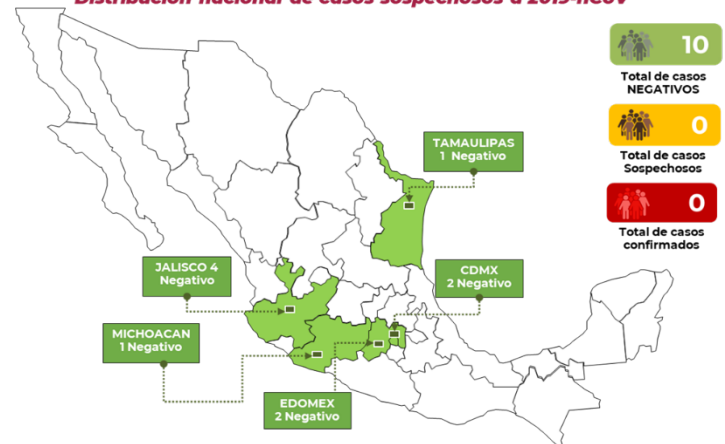 Distribución nacional de casos sospechosos a 2019-nCoV
10
Total de casos
NEGATIVOS
0
Total de casos
Sospechosos
0
Total de casos
confirmados
TAMAULIPAS
1 Negativo
JALISCO 4
Negativo
CDMX
2 Negativo
MICHOACAN
1 Negativo
EDOMEX
2 Negativo